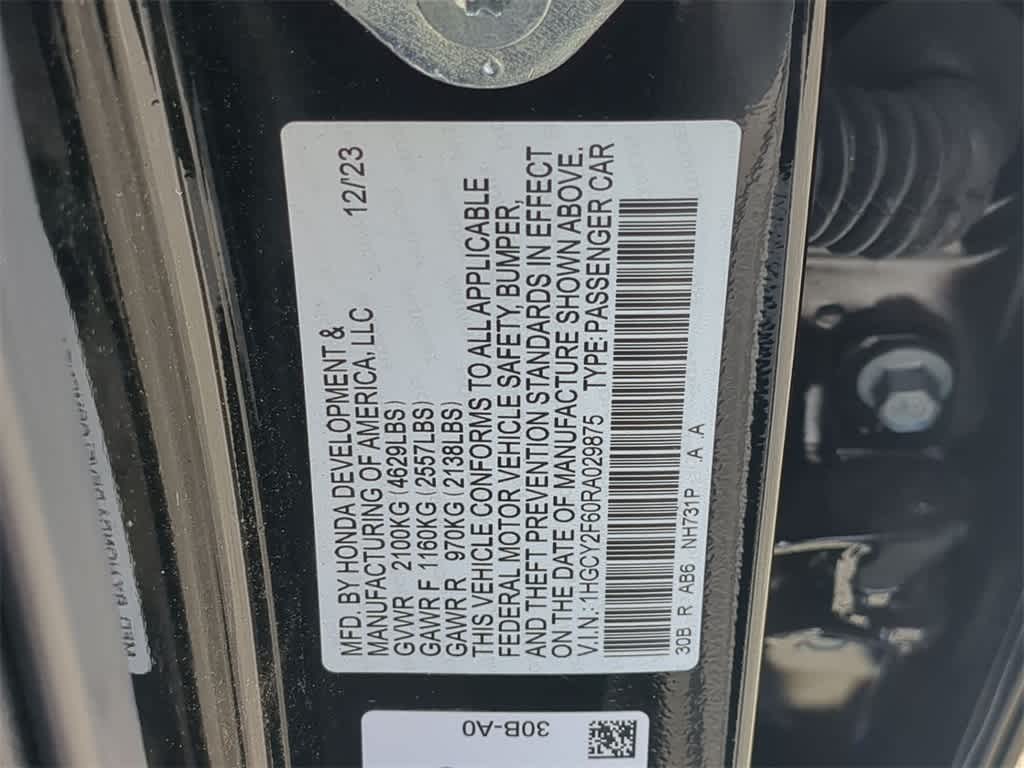 MFD. BY HONDA DEVELOPMENT & 12/23
MANUFACTURING OF AMERICA, LLC
GVWR 2100KG (4629LBS)
GAWR F 1160KG (2557LBS)
GAWR R 970KG (2138LBS)
THIS VEHICLE CONFORMS TO ALL APPLICABLE
FEDERAL MOTOR VEHICLE SAFETY, BUMPER,
AND THEFT PREVENTION STANDARDS IN EFFECT
ON THE DATE OF MANUFACTURE SHOWN ABOVE.
V.I.N.: 1HGCY2F60RA029875 TYPE: PASSENGER CAR
30B R AB6 NH731P : A . A
30B-A0